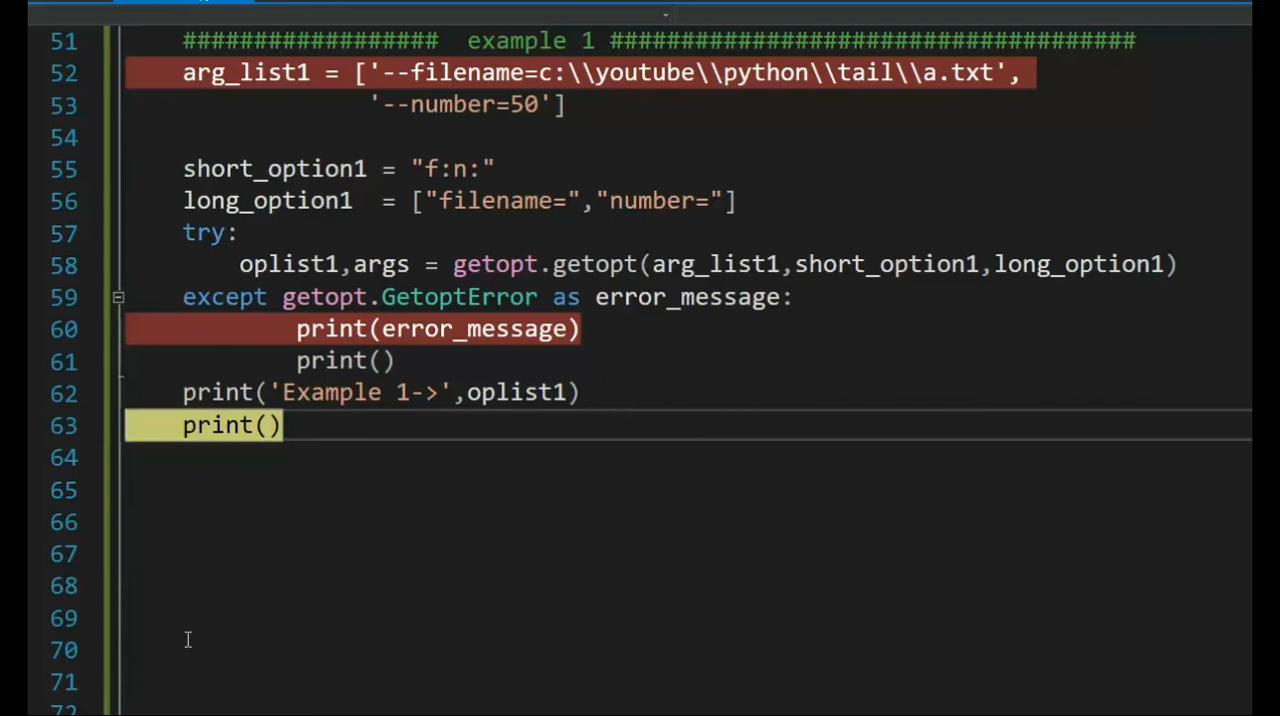 51 ################## example 1 #####################################
52 arg_list1 = ['--filename=c:\\youtube\\python\\tail\\a.txt',
53 '--number=50']
54
55 short_option1 = "f:n:"
56 long_option1 = ["filename=","number="]
57 try:
58 oplist1,args = getopt.getopt(arg_list1,short_option1,long_option1)
59 except getopt.GetoptError as error_message:
60 print(error_message)
61 print()
62 print('Example 1->',oplist1)
63 print()
64
65
66
67
68
69
70
71
72